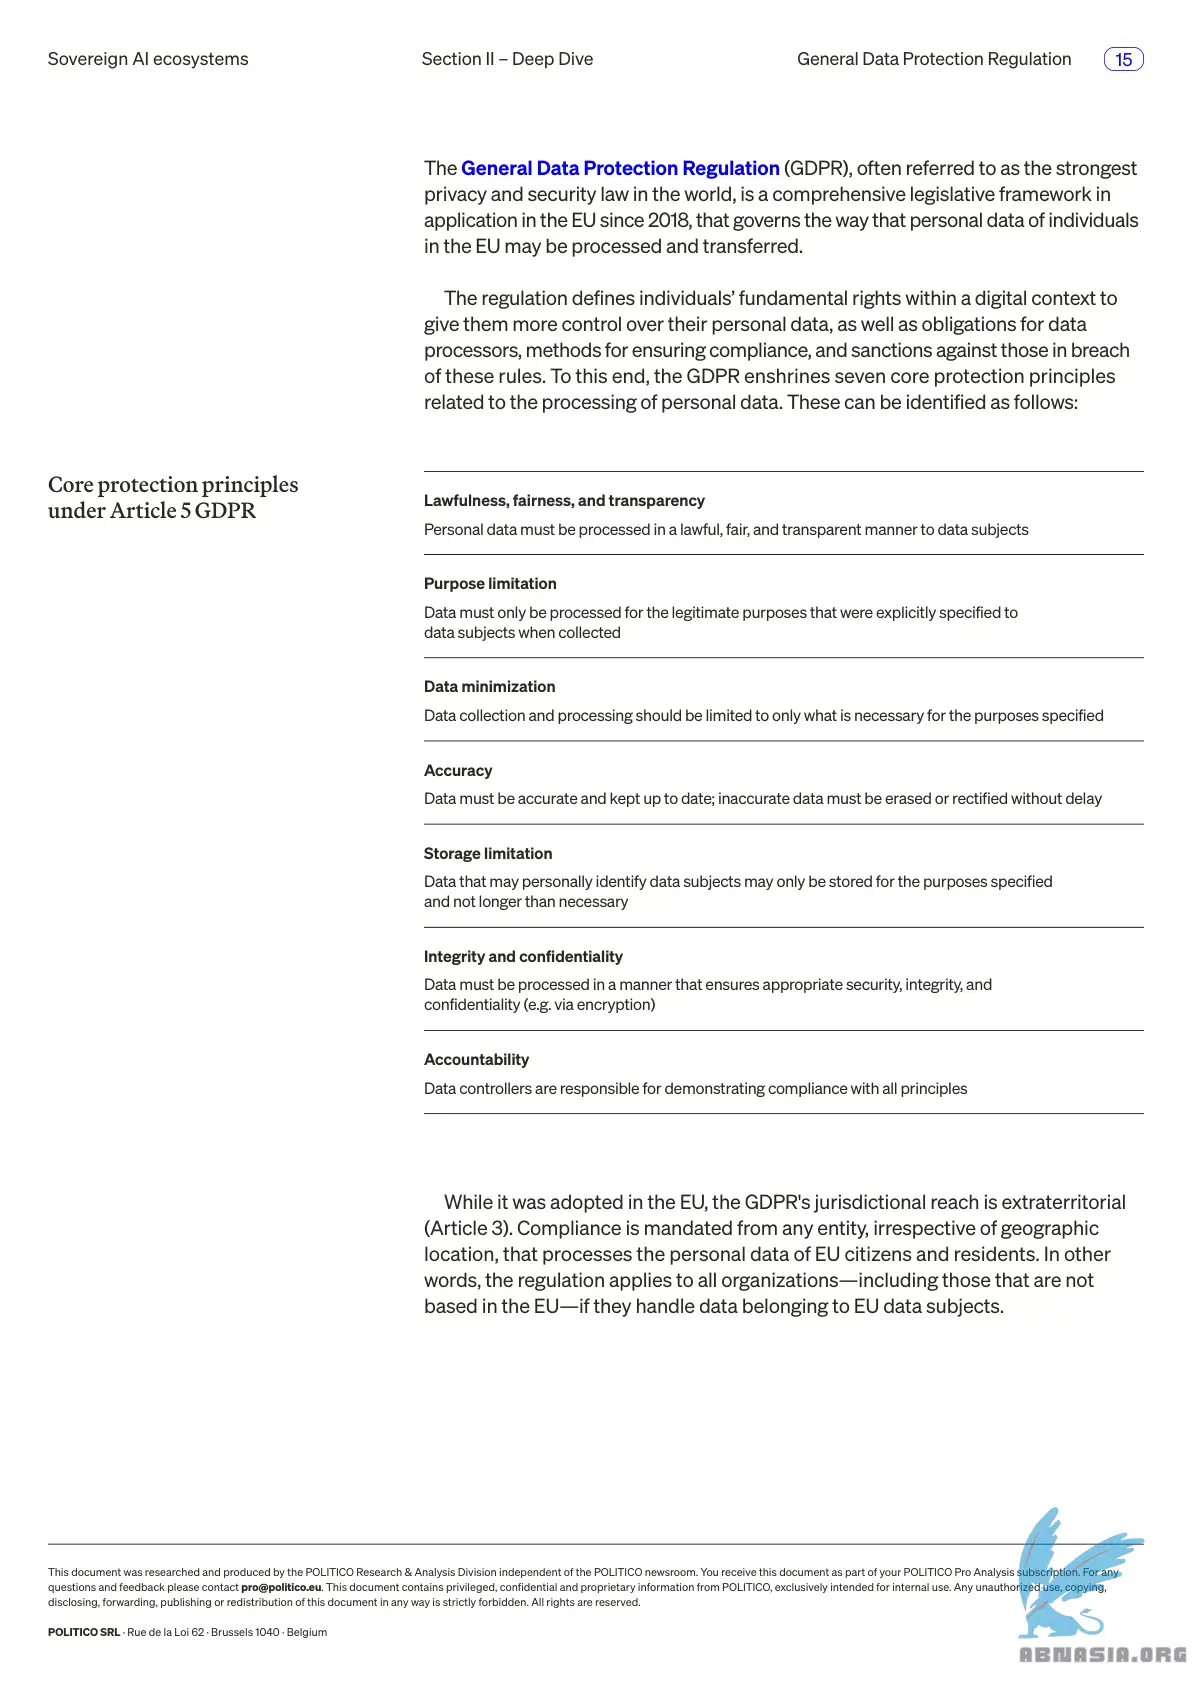 Sovereign AI ecosystems
Section II – Deep Dive
General Data Protection Regulation
15
The General Data Protection Regulation (GDPR), often referred to as the strongest
privacy and security law in the world, is a comprehensive legislative framework in
application in the EU since 2018, that governs the way that personal data of individuals
in the EU may be processed and transferred.
The regulation defines individuals’ fundamental rights within a digital context to
give them more control over their personal data, as well as obligations for data
processors, methods for ensuring compliance, and sanctions against those in breach
of these rules. To this end, the GDPR enshrines seven core protection principles
related to the processing of personal data. These can be identified as follows:
Core protection principles
under Article 5 GDPR
Lawfulness, fairness, and transparency
Personal data must be processed in a lawful, fair, and transparent manner to data subjects
Purpose limitation
Data must only be processed for the legitimate purposes that were explicitly specified to
data subjects when collected
Data minimization
Data collection and processing should be limited to only what is necessary for the purposes specified
Accuracy
Data must be accurate and kept up to date; inaccurate data must be erased or rectified without delay
Storage limitation
Data that may personally identify data subjects may only be stored for the purposes specified
and not longer than necessary
Integrity and confidentiality
Data must be processed in a manner that ensures appropriate security, integrity, and
confidentiality (e.g. via encryption)
Accountability
Data controllers are responsible for demonstrating compliance with all principles
While it was adopted in the EU, the GDPR's jurisdictional reach is extraterritorial
(Article 3). Compliance is mandated from any entity, irrespective of geographic
location, that processes the personal data of EU citizens and residents. In other
words, the regulation applies to all organizations—including those that are not
based in the EU—if they handle data belonging to EU data subjects.
This document was researched and produced by the POLITICO Research & Analysis Division independent of the POLITICO newsroom. You receive this document as part of your POLITICO Pro Analysis subscription. For any
questions and feedback please contact pro@politico.eu. This document contains privileged, confidential and proprietary information from POLITICO, exclusively intended for internal use. Any unauthorized use, copying,
disclosing, forwarding, publishing or redistribution of this document in any way is strictly forbidden. All rights are reserved.
POLITICO SRL · Rue de la Loi 62 · Brussels 1040 · Belgium
ABNASIA.ORG